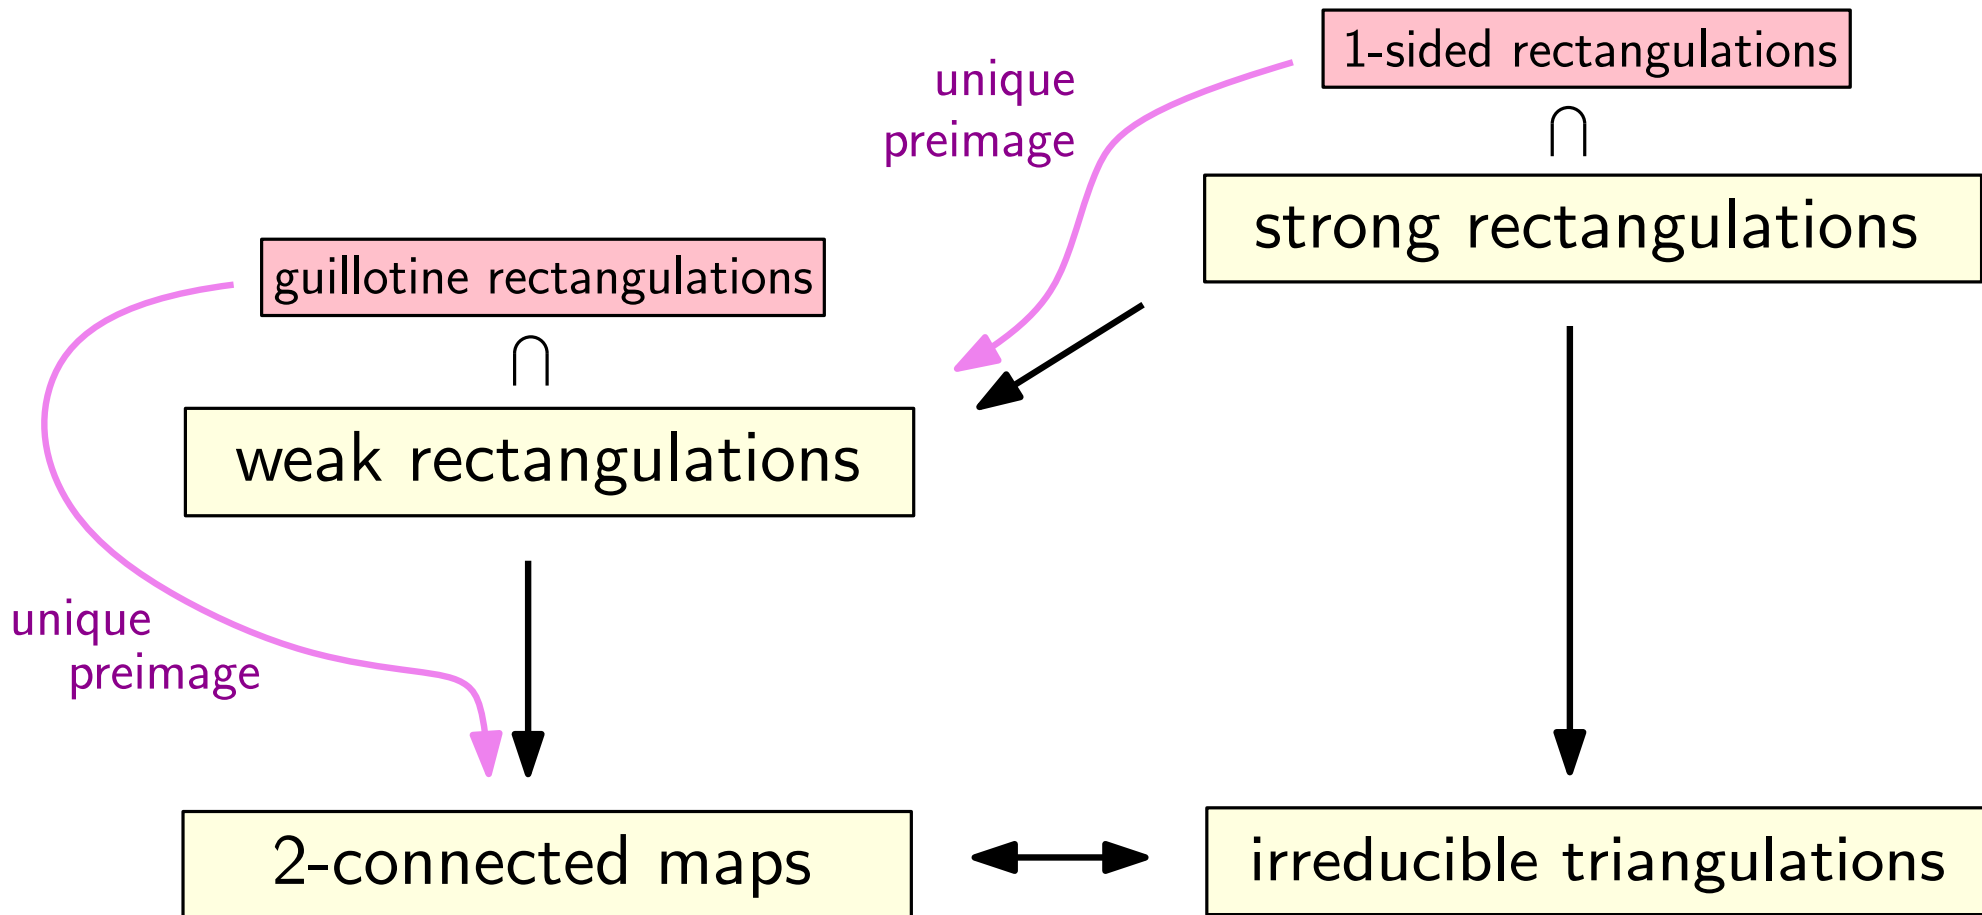 1-sided rectangulations
unique
preimage
∩
strong rectangulations
guillotine rectangulations
∩
weak rectangulations
unique
preimage
2-connected maps
irreducible triangulations